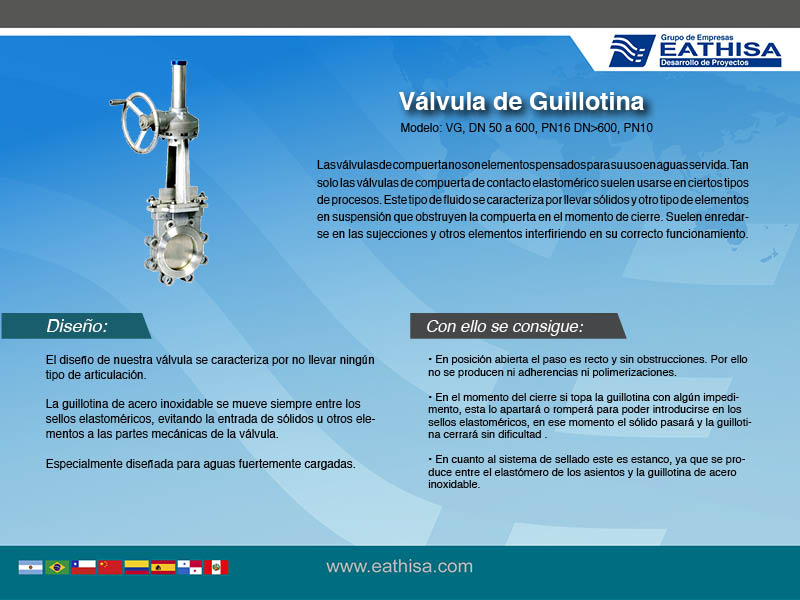 Grupo de Empresas
EATHISA
Desarrollo de Proyectos
Válvula de Guillotina
Modelo: VG, DN 50 a 600, PN16 DN>600, PN10
Las válvulas de compuerta no son elementos pensados para su uso en aguas servida. Tan
solo las válvulas de compuerta de contacto elastomérico suelen usarse en ciertos tipos
de procesos. Este tipo de fluido se caracteriza por llevar sólidos y otro tipo de elementos
en suspensión que obstruyen la compuerta en el momento de cierre. Suelen enredar-
se en las sujecciones y otros elementos interfiriendo en su correcto funcionamiento.
Diseño:
El diseño de nuestra válvula se caracteriza por no llevar ningún
tipo de articulación.
La guillotina de acero inoxidable se mueve siempre entre los
sellos elastoméricos, evitando la entrada de sólidos u otros ele-
mentos a las partes mecánicas de la válvula.
Especialmente diseñada para aguas fuertemente cargadas.
Con ello se consigue:
· En posición abierta el paso es recto y sin obstrucciones. Por ello
no se producen ni adherencias ni polimerizaciones.
· En el momento del cierre si topa la guillotina con algún impedi-
mento, esta lo apartará o romperá para poder introducirse en los
sellos elastoméricos, en ese momento el sólido pasará y la guilloti-
na cerrará sin dificultad .
· En cuanto al sistema de sellado este es estanco, ya que se pro-
duce entre el elastómero de los asientos y la guillotina de acero
inoxidable.
www.eathisa.com